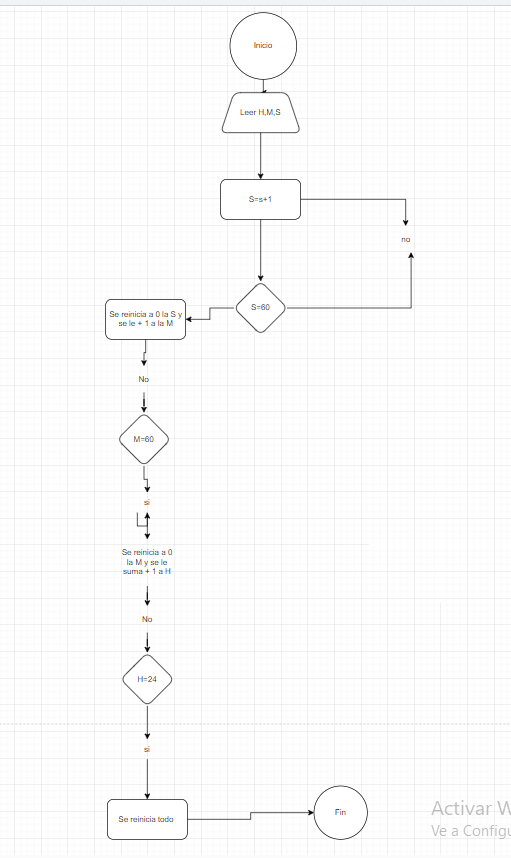 Inicio
Leer H,M,S
S=s+1
no
S=60
Se reinicia a 0 la S y
se le + 1 a la M
No
M=60
si
Se reinicia a 0
la M y se le
suma + 1 a H
No
H=24
si
Se reinicia todo
Fin
Activar W
Ve a Configu